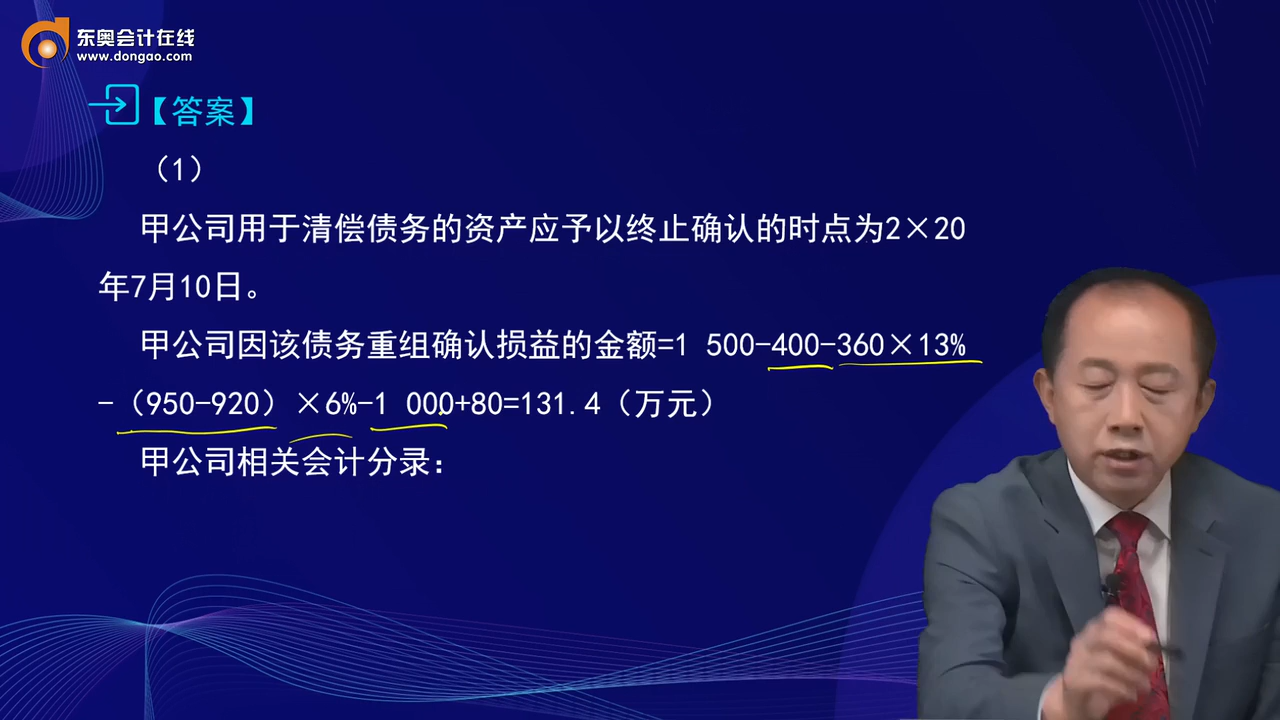 东奥会计在线
www.dongao.com
【答案】
（1）
甲公司用于清偿债务的资产应予以终止确认的时点为2×20
年7月10日。
甲公司因该债务重组确认损益的金额=1 500-400-360×13%
-（950-920）×6%-1 000+80=131.4（万元）
甲公司相关会计分录：